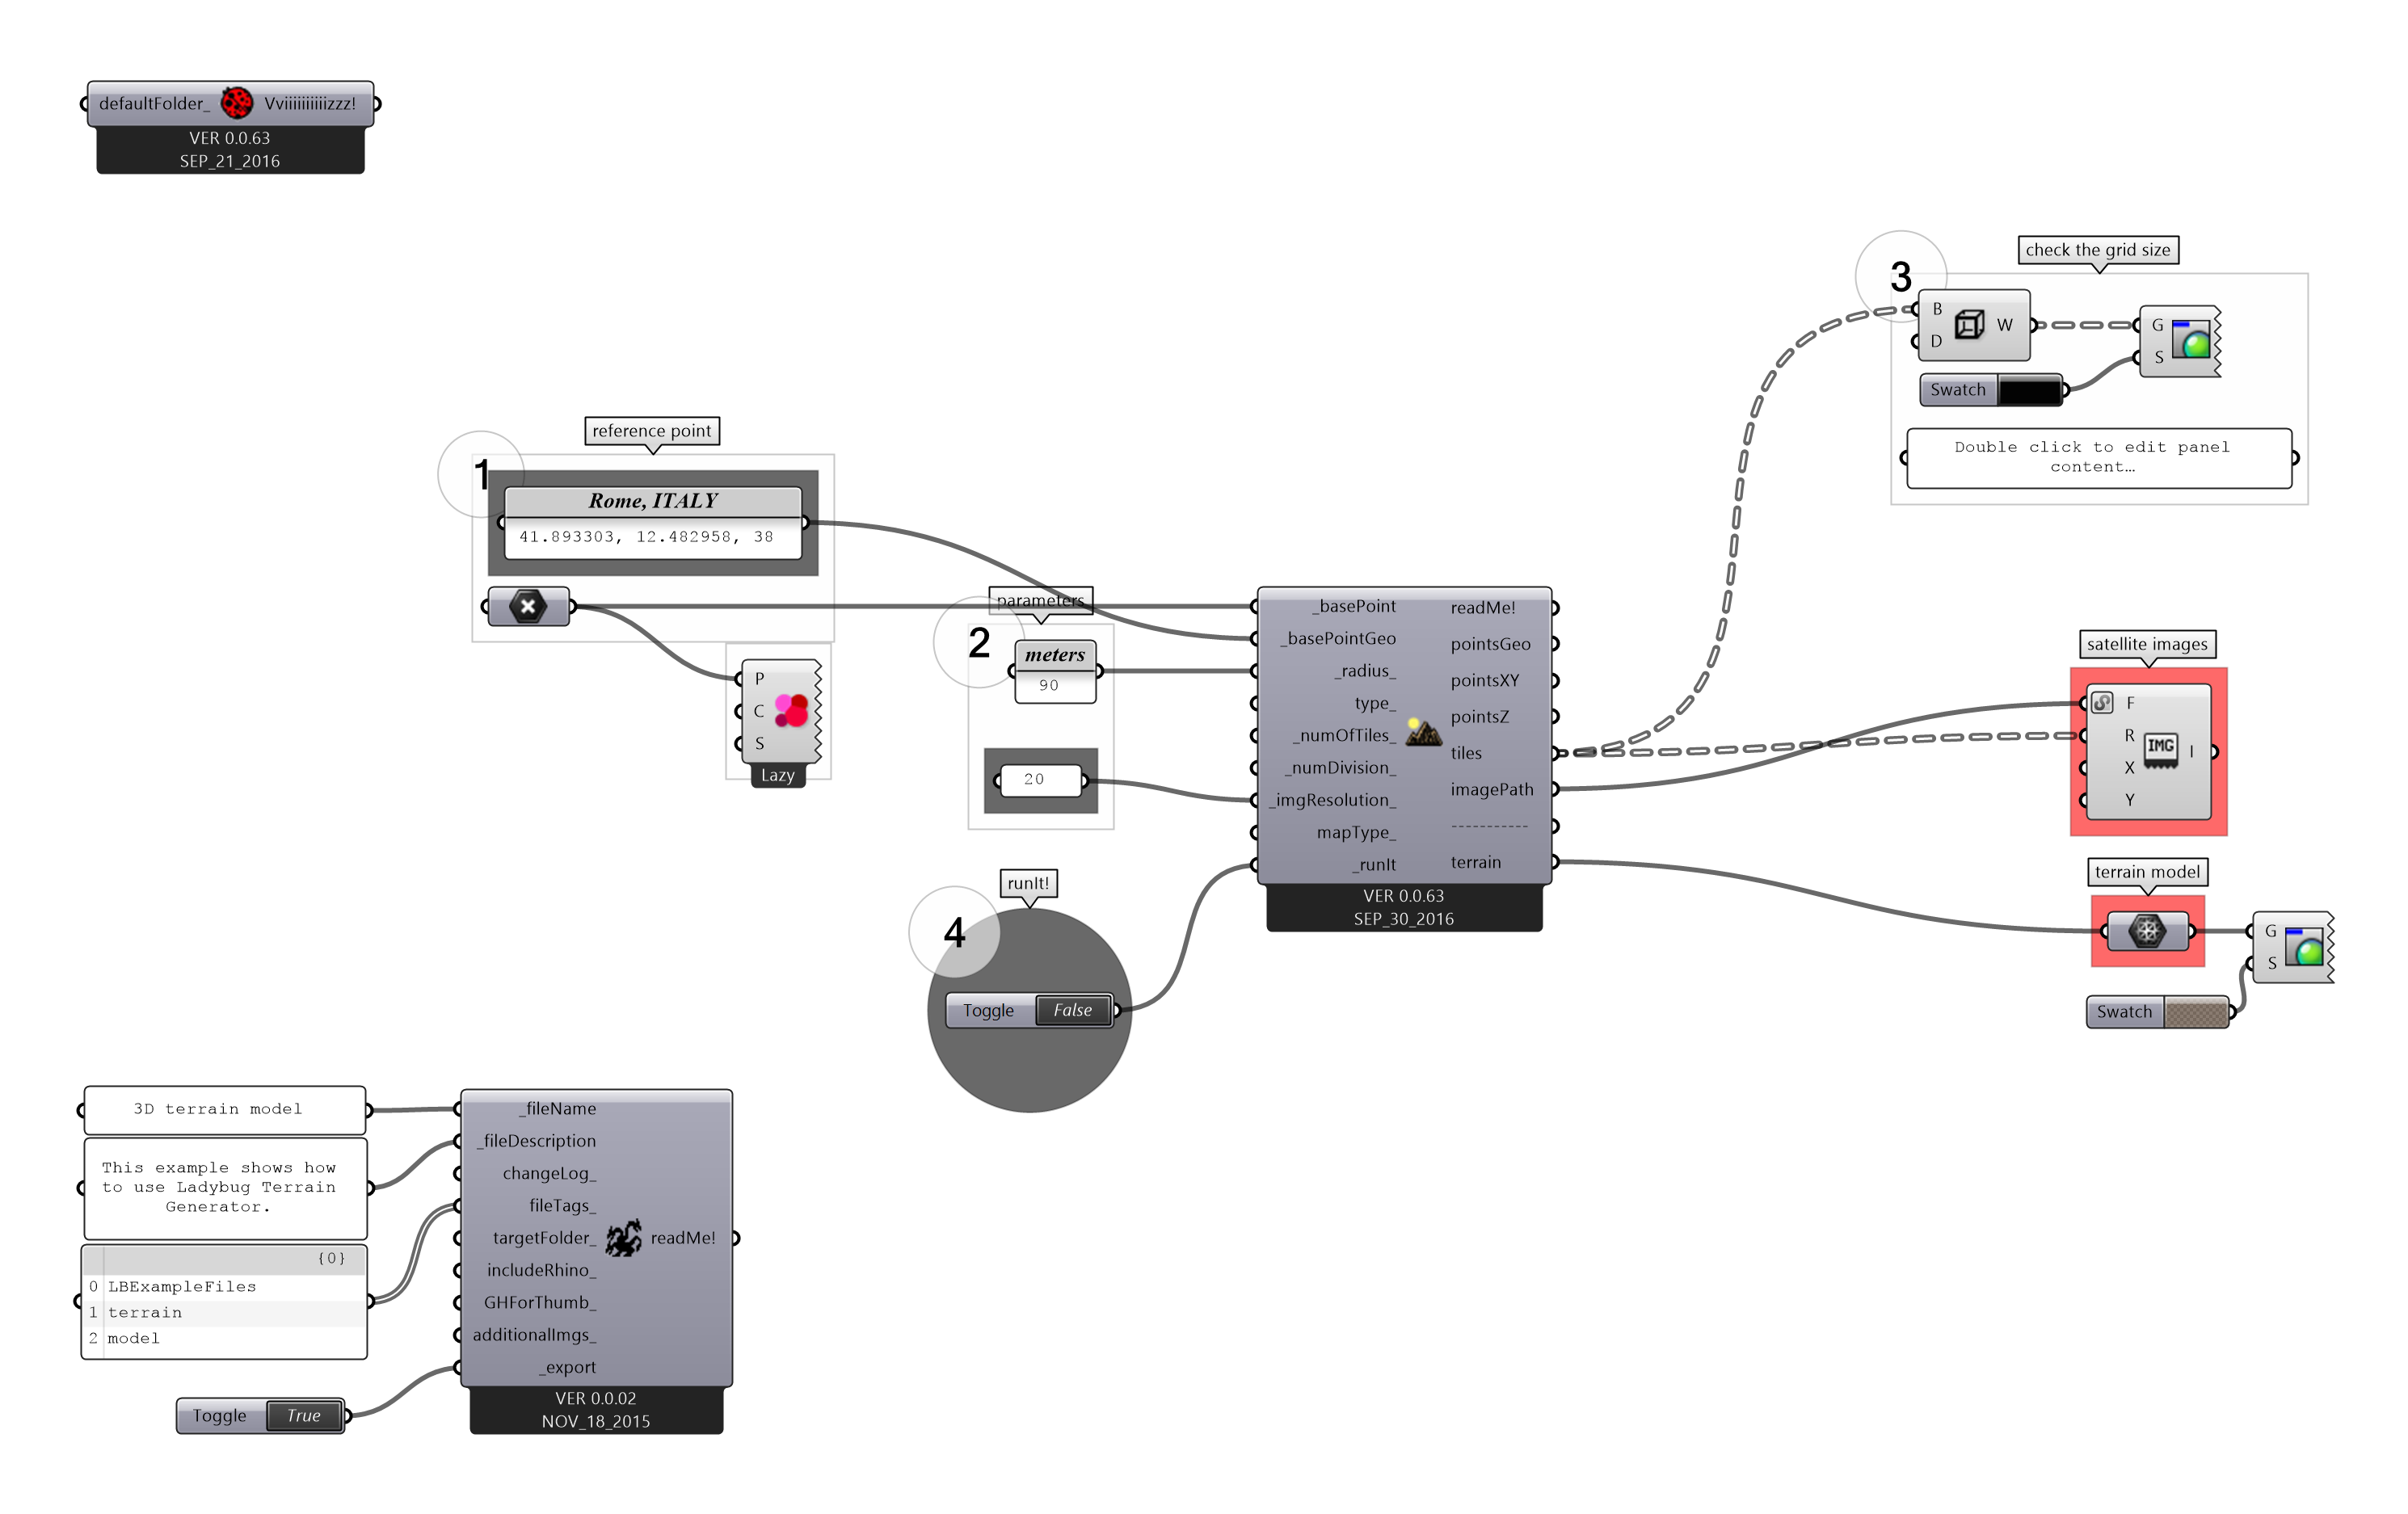 defaultFolder_
Vviiiiiiiiiizzz!
VER 0.0.63
SEP_21_2016
check the grid size
3
B
D
W
G
S
Swatch
Double click to edit panel
content…
reference point
1
Rome, ITALY
41.893303, 12.482958, 38
P
C
S
Lazy
parameters
2
meters
90
20
runIt!
4
Toggle
False
_basePoint
_basePointGeo
_radius_
type_
_numOfTiles_
_numDivision_
_imgResolution_
mapType_
_runIt
readMe!
pointsGeo
pointsXY
pointsZ
tiles
imagePath
-----------
terrain
VER 0.0.63
SEP_30_2016
satellite images
F
R
X
Y
IMG
I
terrain model
G
S
Swatch
3D terrain model
This example shows how
to use Ladybug Terrain
Generator.
{0}
0 LBExampleFiles
1 terrain
2 model
Toggle
True
_fileName
_fileDescription
changeLog_
fileTags_
targetFolder_
includeRhino_
GHForThumb_
additionalImgs_
_export
readMe!
VER 0.0.02
NOV_18_2015